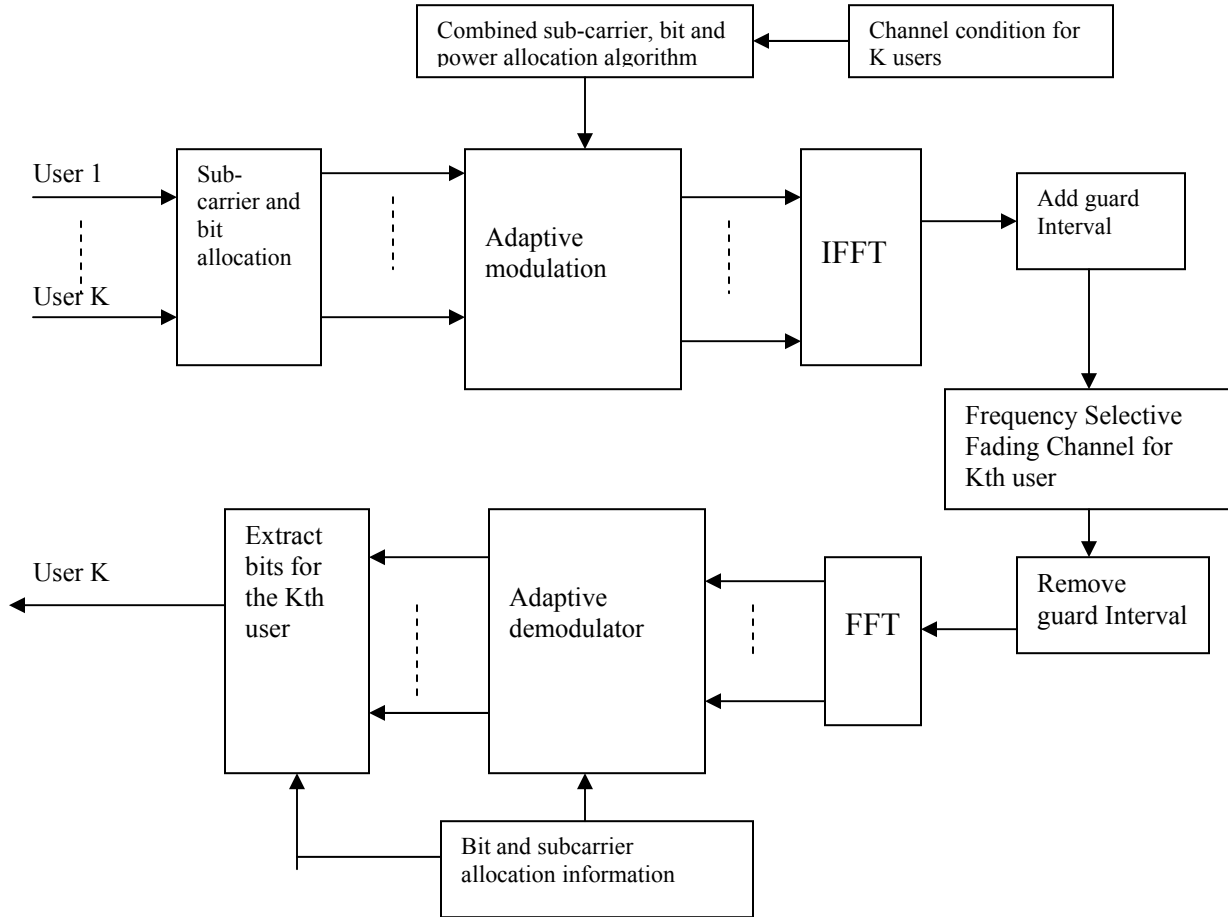 Combined sub-carrier, bit and
power allocation algorithm
Channel condition for
K users
User 1
User K
Sub-
carrier and
bit
allocation
Adaptive
modulation
IFFT
Add guard
Interval
Frequency Selective
Fading Channel for
Kth user
Remove
guard Interval
FFT
Adaptive
demodulator
Extract
bits for
the Kth
user
User K
Bit and subcarrier
allocation information